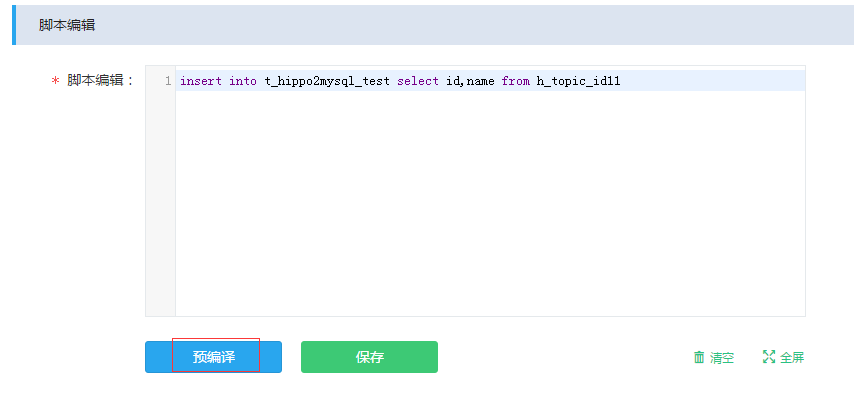 脚本编辑
* 脚本编辑：
1 insert into t_hippo2mysql_test select id,name from h_topic_id11
预编译 保存 清空 全屏